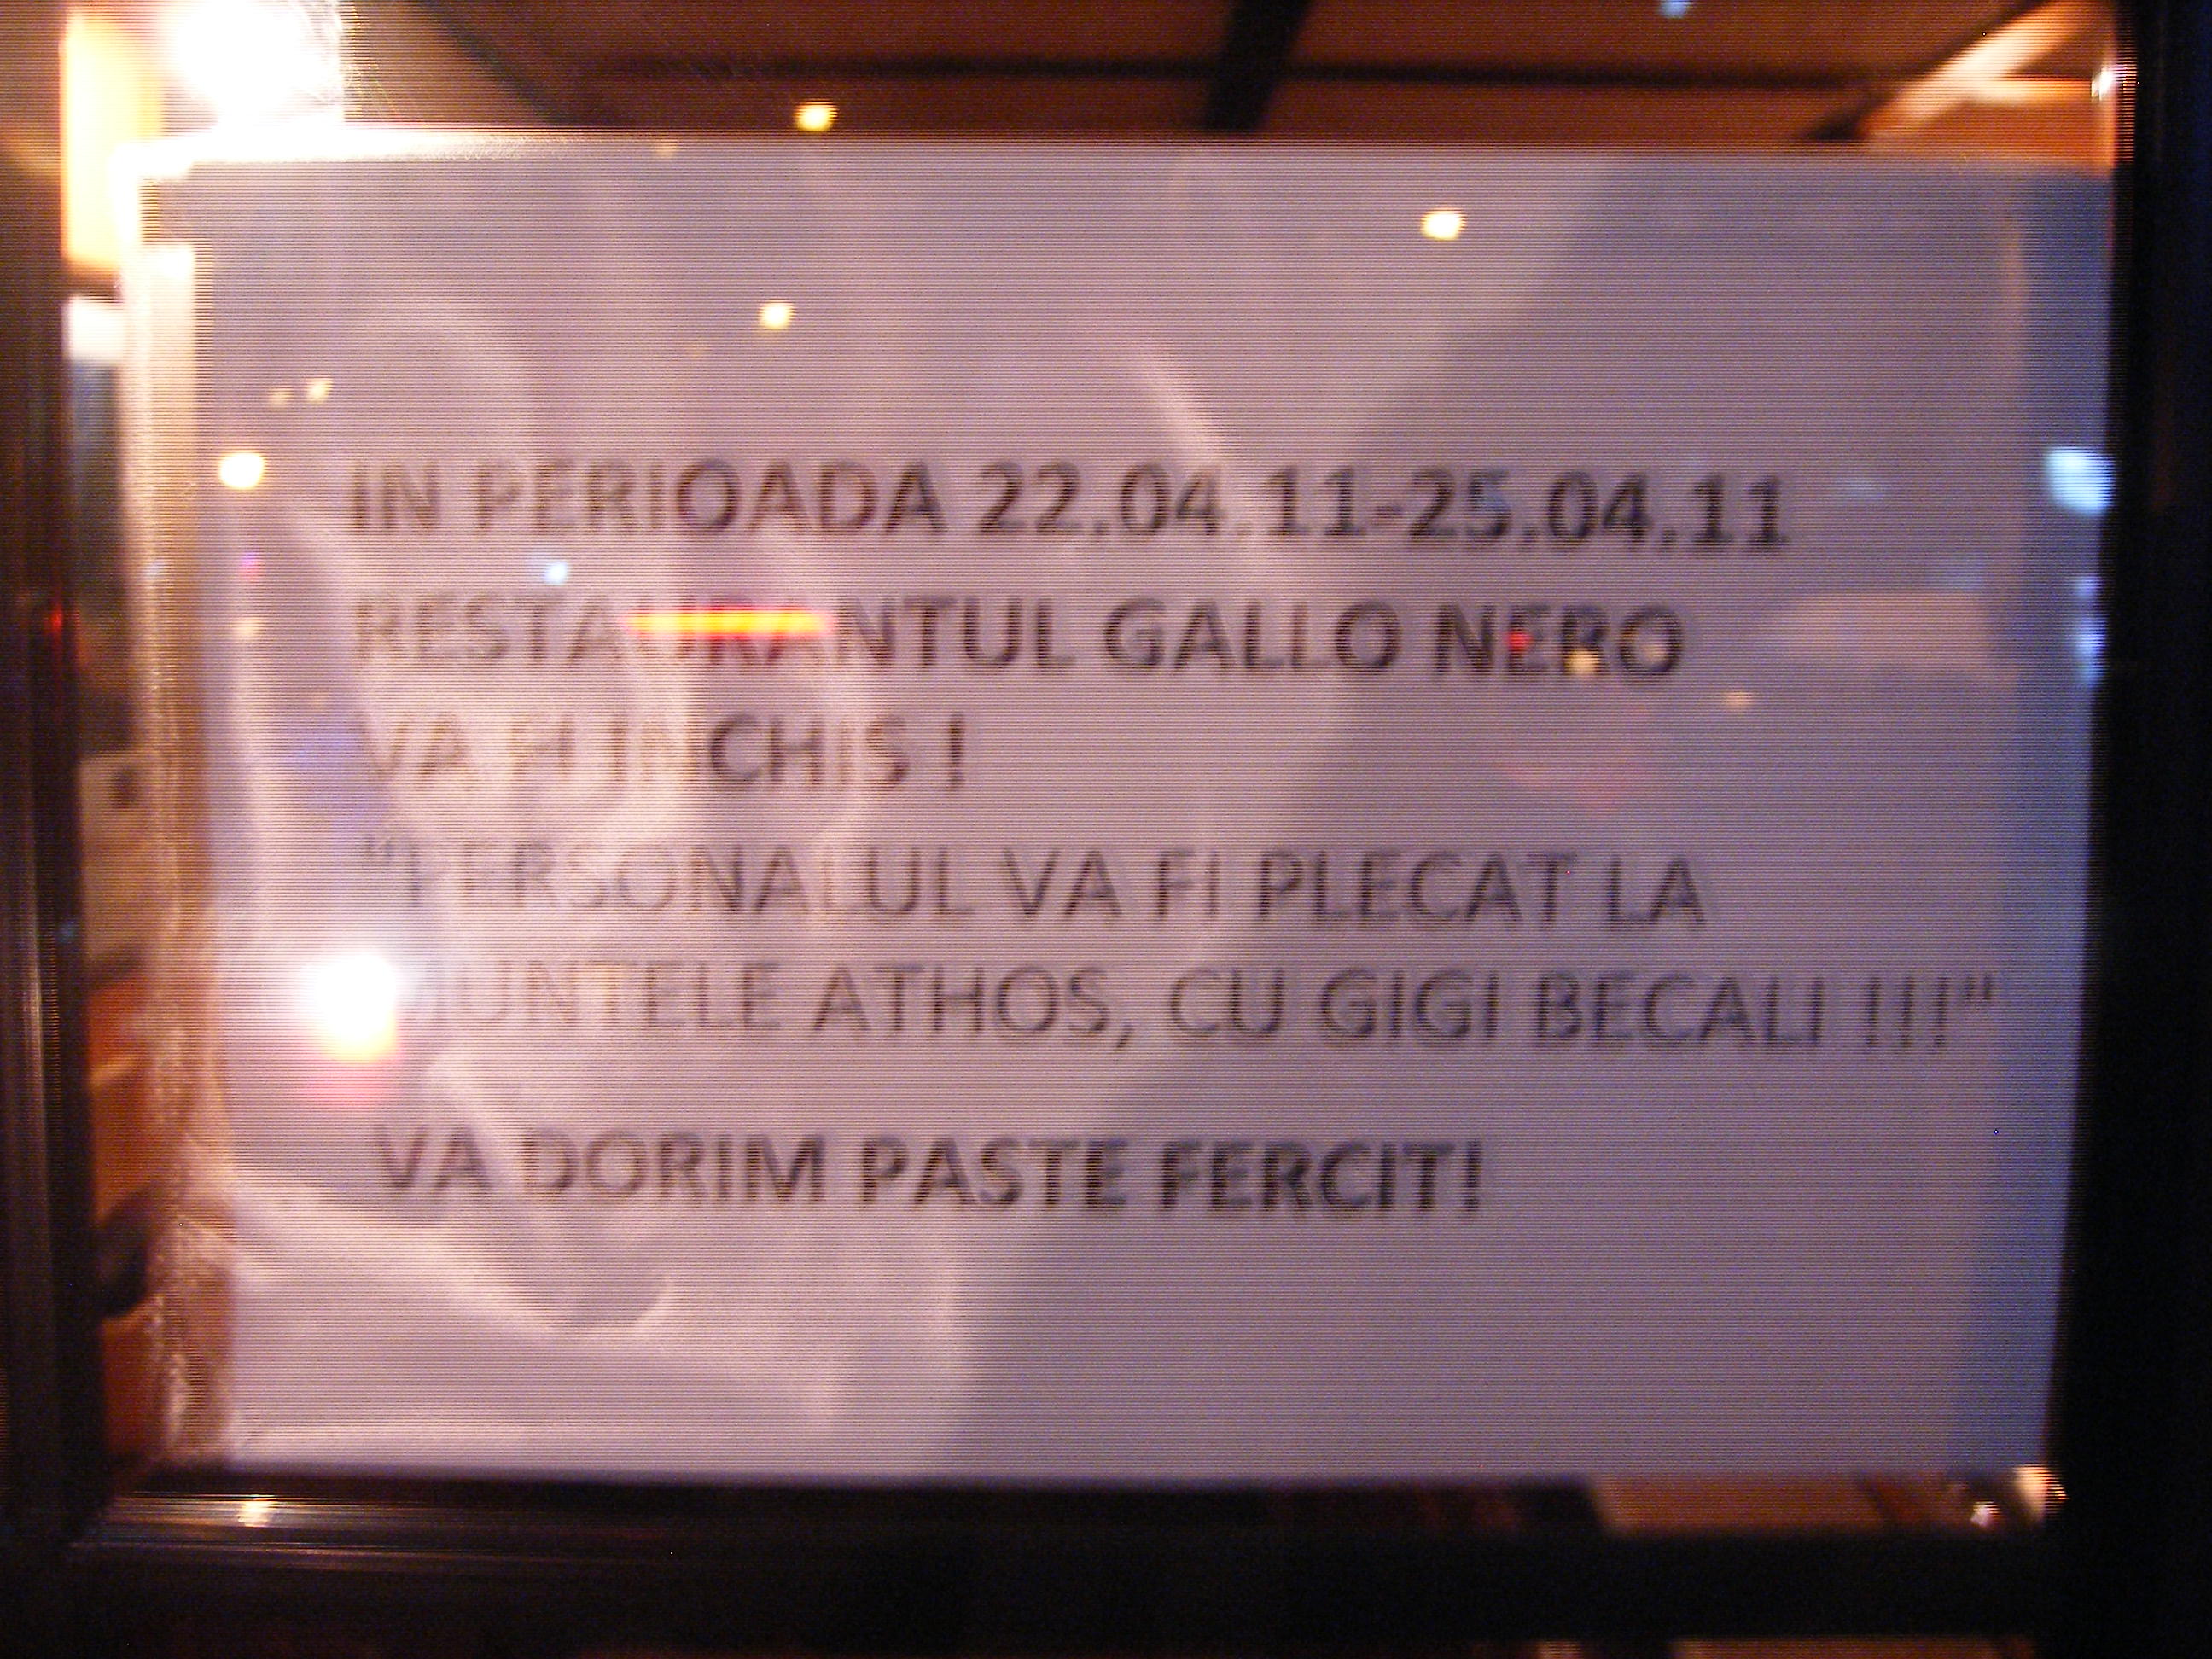 IN PERIOADA 22.04.11-25.04.11
RESTAURANTUL GALLO NERO
VA FI INCHIS !
"PERSONALUL VA FI PLECAT LA
MUNTELE ATHOS, CU GIGI BECALI !!!"
VA DORIM PASTE FERCIT!